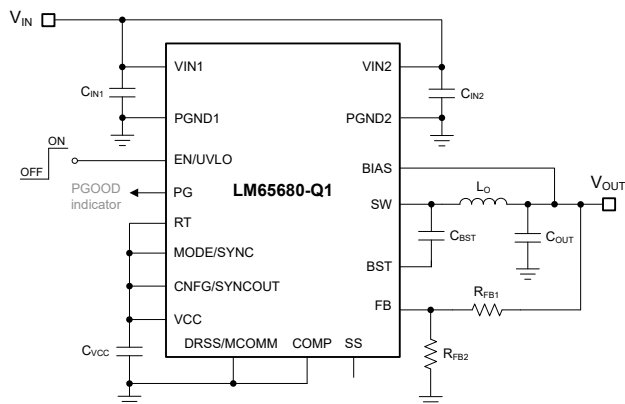 VIN
VIN1
VIN2
CIN1
CIN2
PGND1
PGND2
ON
OFF
EN/UVLO
BIAS
PGOOD
indicator
PG
LM65680-Q1
SW
LO
VOUT
RT
CBST
COUT
MODE/SYNC
BST
CNFG/SYNCOUT
FB
RFB1
VCC
CVCC
DRSS/MCOMM
COMP
SS
RFB2